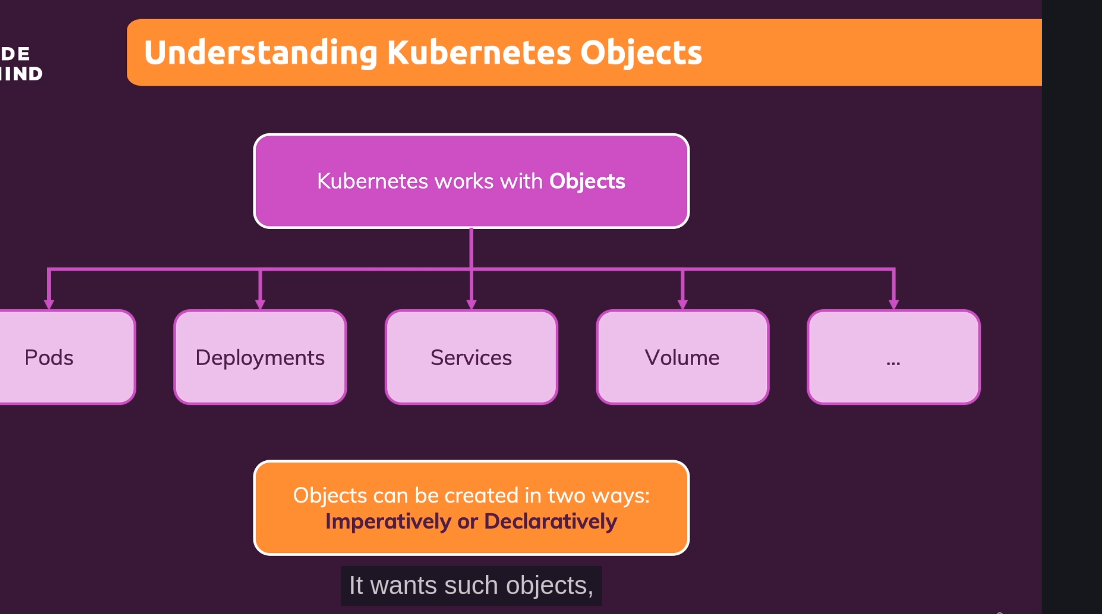 DE
Understanding Kubernetes Objects
IND
Kubernetes works with Objects
Pods
Deployments
Services
Volume
...
Objects can be created in two ways:
Imperatively or Declaratively
It wants such objects,